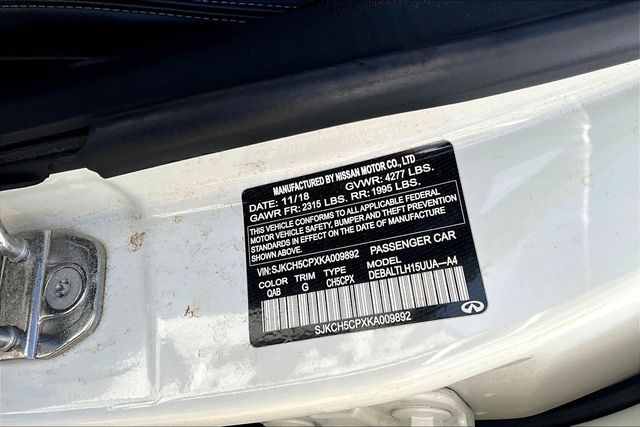 MANUFACTURED BY NISSAN MOTOR CO., LTD
DATE: 11/18 GVWR: 4277 LBS.
GAWR FR: 2315 LBS. RR: 1995 LBS.
THIS VEHICLE CONFORMS TO ALL APPLICABLE FEDERAL
MOTOR VEHICLE SAFETY, BUMPER AND THEFT PREVENTION
STANDARDS IN EFFECT ON THE DATE OF MANUFACTURE
SHOWN ABOVE.
VIN: SJKCH5CPXKA009892 PASSENGER CAR
COLOR TRIM TYPE MODEL
QAB G CH5CPX DEBALTLH15UUA-A4
SJKCH5CPXKA009892